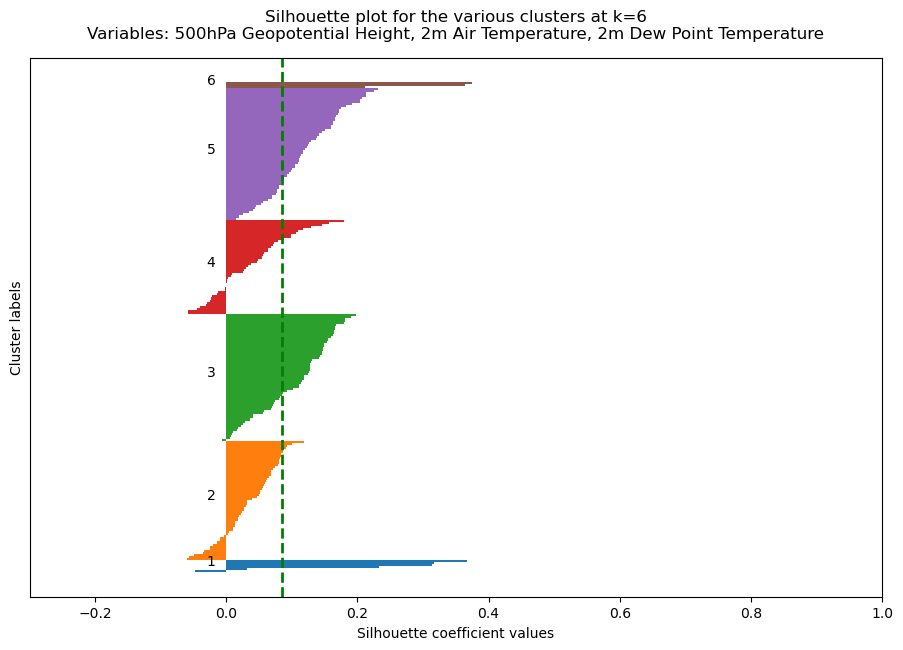 Silhouette plot for the various clusters at k=6
Variables: 500hPa Geopotential Height, 2m Air Temperature, 2m Dew Point Temperature
6
5
4
3
2
1
Cluster labels
−0.2 0.0 0.2 0.4 0.6 0.8 1.0
Silhouette coefficient values